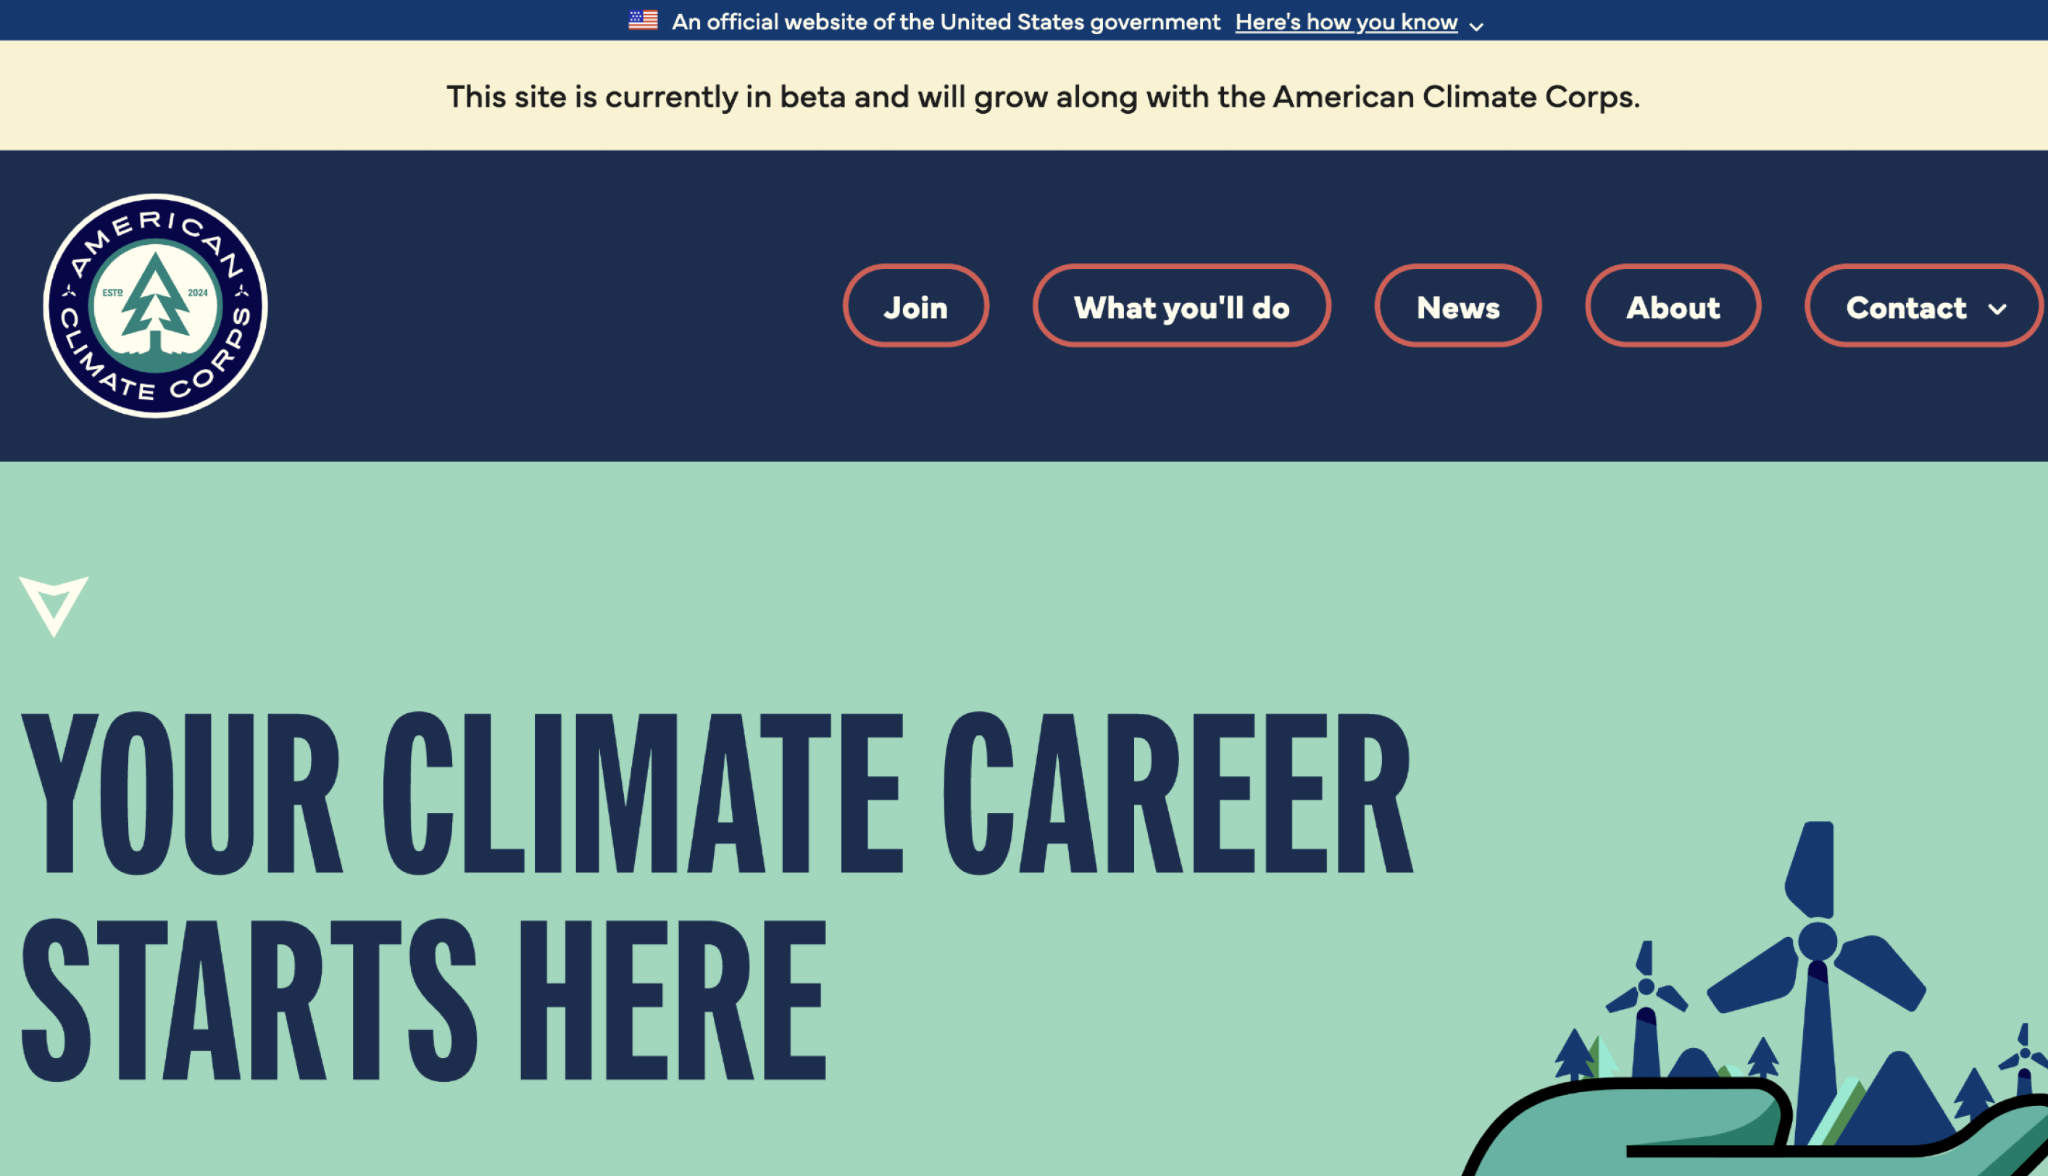 An official website of the United States government Here's how you know
This site is currently in beta and will grow along with the American Climate Corps.
AMERICAN
ESTD 2024
CLIMATE CORPS
Join What you'll do News About Contact
YOUR CLIMATE CAREER
STARTS HERE